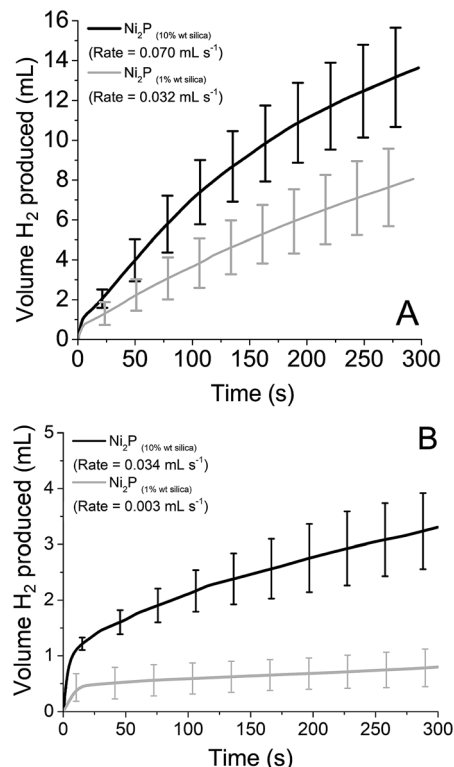 16
14
12
10
8
6
4
2
0
Volume H₂ produced (mL)
Ni₂P (10% wt silica)
(Rate = 0.070 mL s⁻¹)
Ni₂P (1% wt silica)
(Rate = 0.032 mL s⁻¹)
A
0 50 100 150 200 250 300
Time (s)
B
5
4
3
2
1
0
Volume H₂ produced (mL)
Ni₂P (10% wt silica)
(Rate = 0.034 mL s⁻¹)
Ni₂P (1% wt silica)
(Rate = 0.003 mL s⁻¹)
0 50 100 150 200 250 300
Time (s)